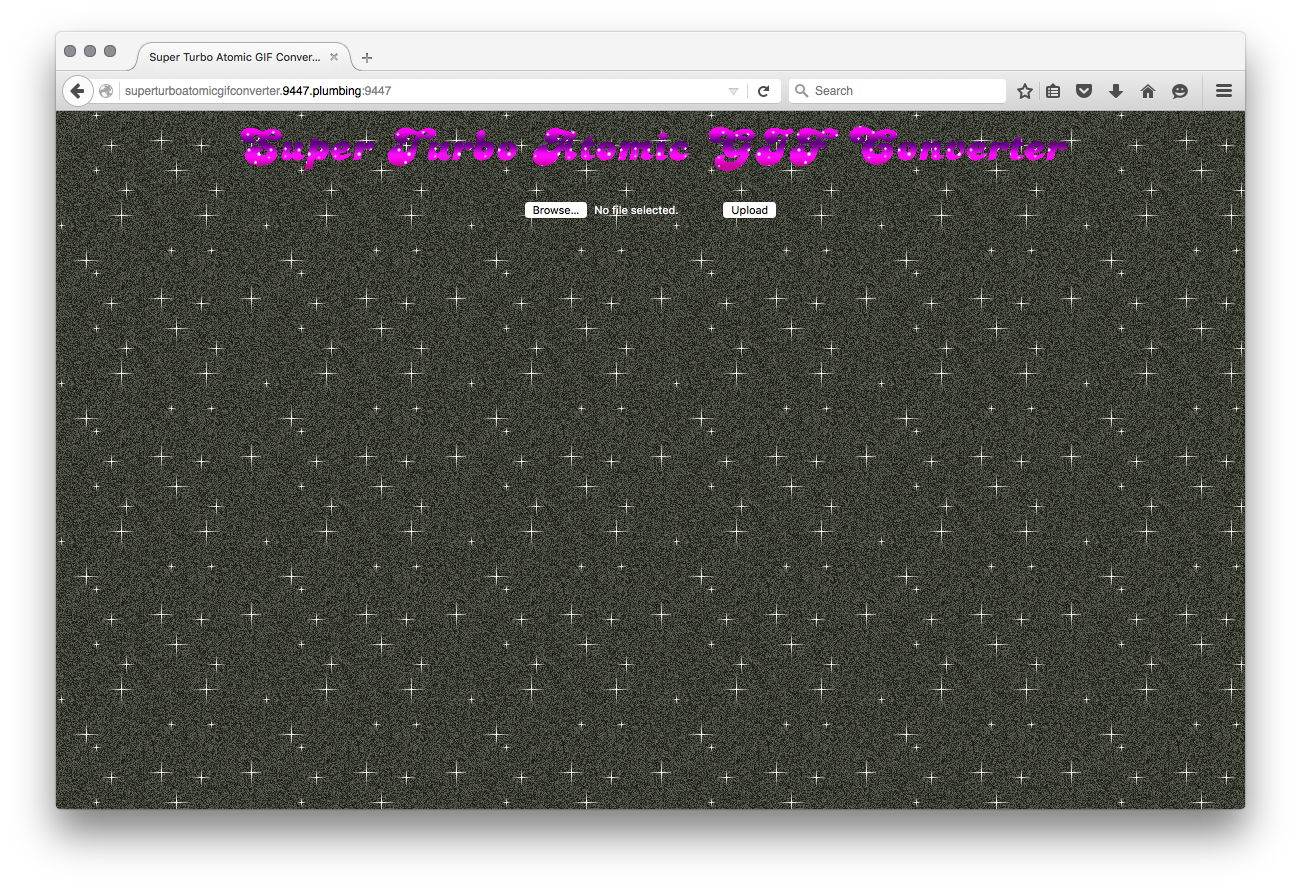 Super Turbo Atomic GIF Conver...
superturboatomicgifconverter.9447.plumbing:9447
Search
Super Turbo Atomic GIF Converter
Browse... No file selected. Upload